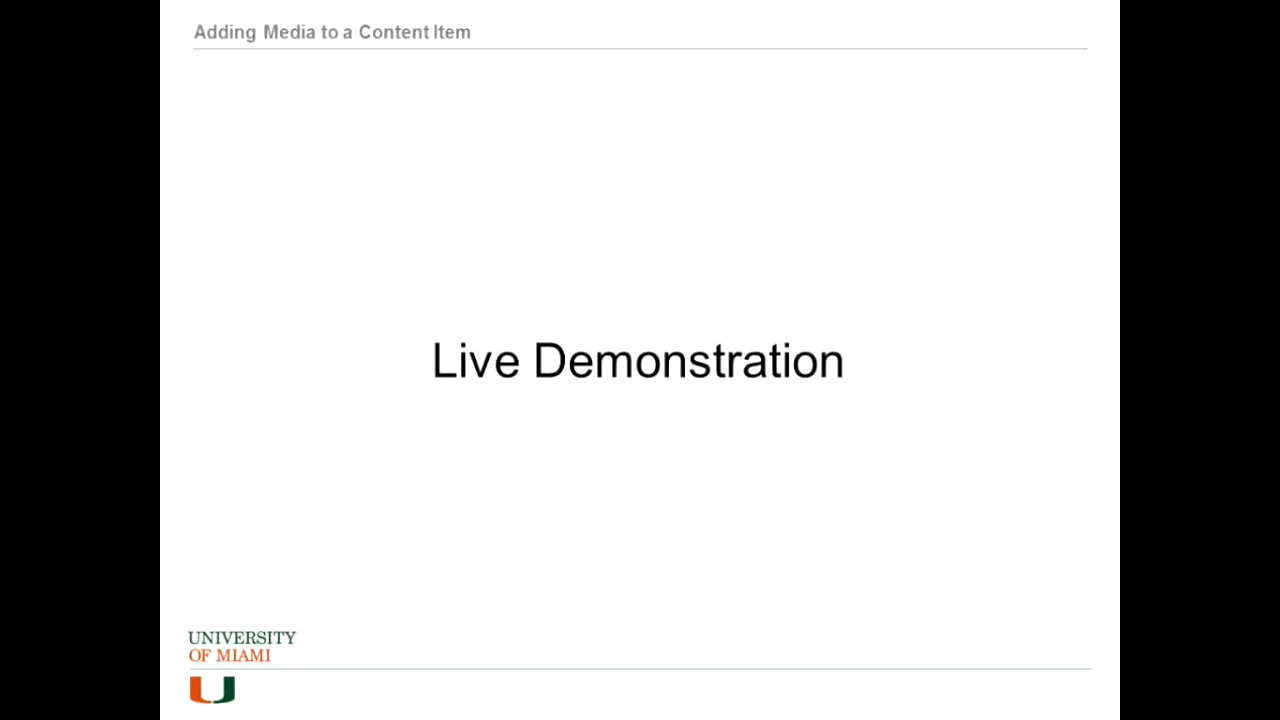 Adding Media to a Content Item
Live Demonstration
UNIVERSITY
OF MIAMI